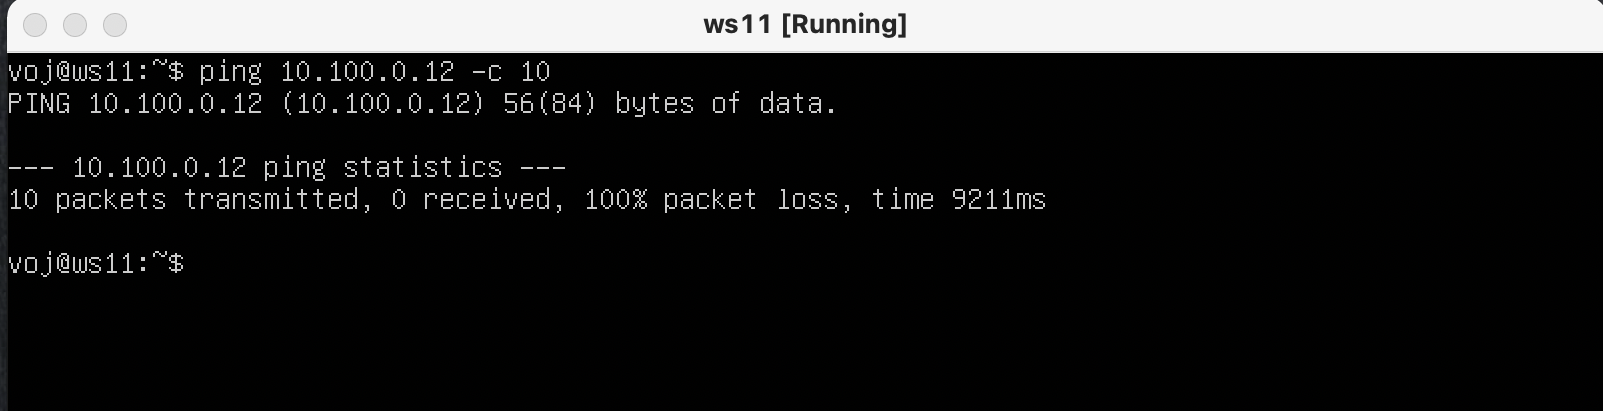 ws11 [Running]
voj@ws11:~$ ping 10.100.0.12 -c 10
PING 10.100.0.12 (10.100.0.12) 56(84) bytes of data.
--- 10.100.0.12 ping statistics ---
10 packets transmitted, 0 received, 100% packet loss, time 9211ms
voj@ws11:~$